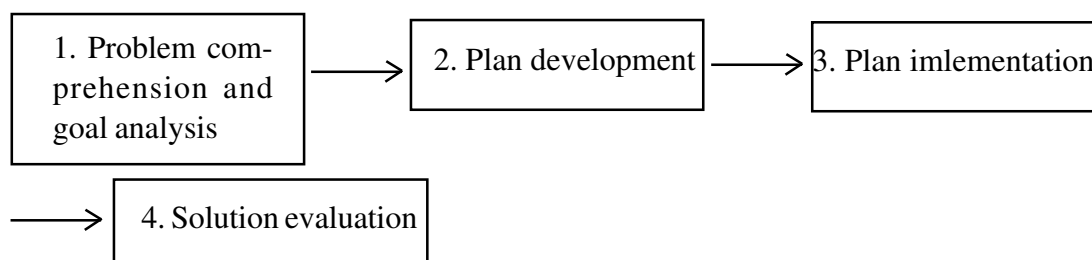 1. Problem com-
prehension and
goal analysis
2. Plan development
3. Plan imlementation
4. Solution evaluation